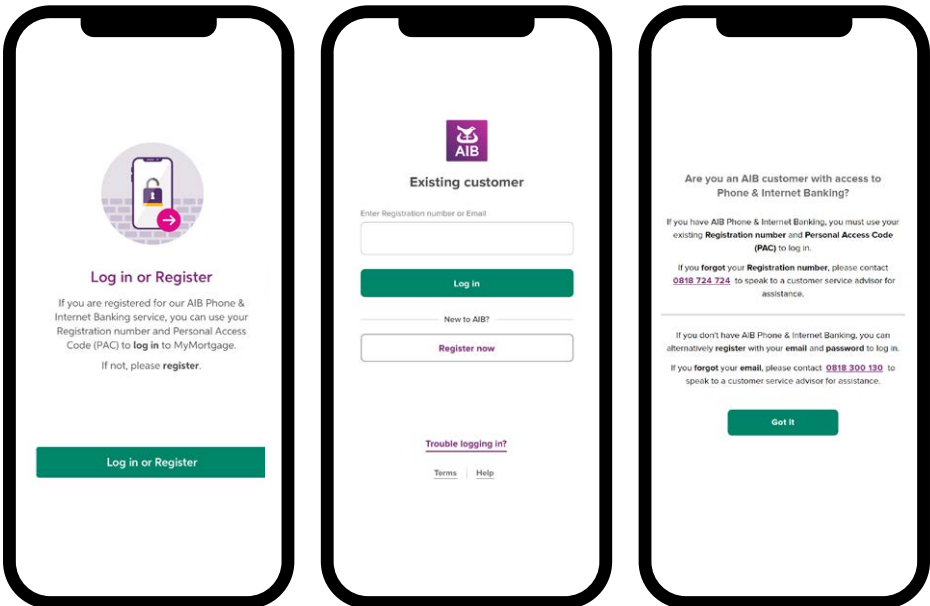 Log in or Register
If you are registered for our AIB Phone &
Internet Banking service, you can use your
Registration number and Personal Access
Code (PAC) to log in to MyMortgage.
If not, please register.
Log in or Register
AIB
Existing customer
Enter Registration number or Email
Log in
New to AIB?
Register now
Trouble logging in?
Terms | Help
Are you an AIB customer with access to
Phone & Internet Banking?
If you have AIB Phone & Internet Banking, you must use your
existing Registration number and Personal Access Code
(PAC) to log in.
If you forgot your Registration number, please contact
0818 724 724 to speak to a customer service advisor for
assistance.
If you don't have AIB Phone & Internet Banking, you can
alternatively register with your email and password to log in.
If you forgot your email, please contact 0818 300 130 to
speak to a customer service advisor for assistance.
Got It